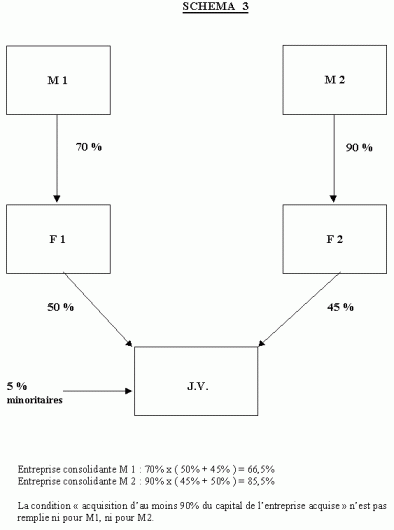 SCHEMA 3
M 1
M 2
70 %
90 %
F 1
F 2
50 %
45 %
J.V.
5 %
minoritaires
Entreprise consolidante M 1 : 70% x ( 50% + 45% ) = 66,5%
Entreprise consolidante M 2 : 90% x ( 45% + 50% ) = 85,5%
La condition « acquisition d’au moins 90% du capital de l’entreprise acquise » n’est pas
remplie ni pour M1, ni pour M2.